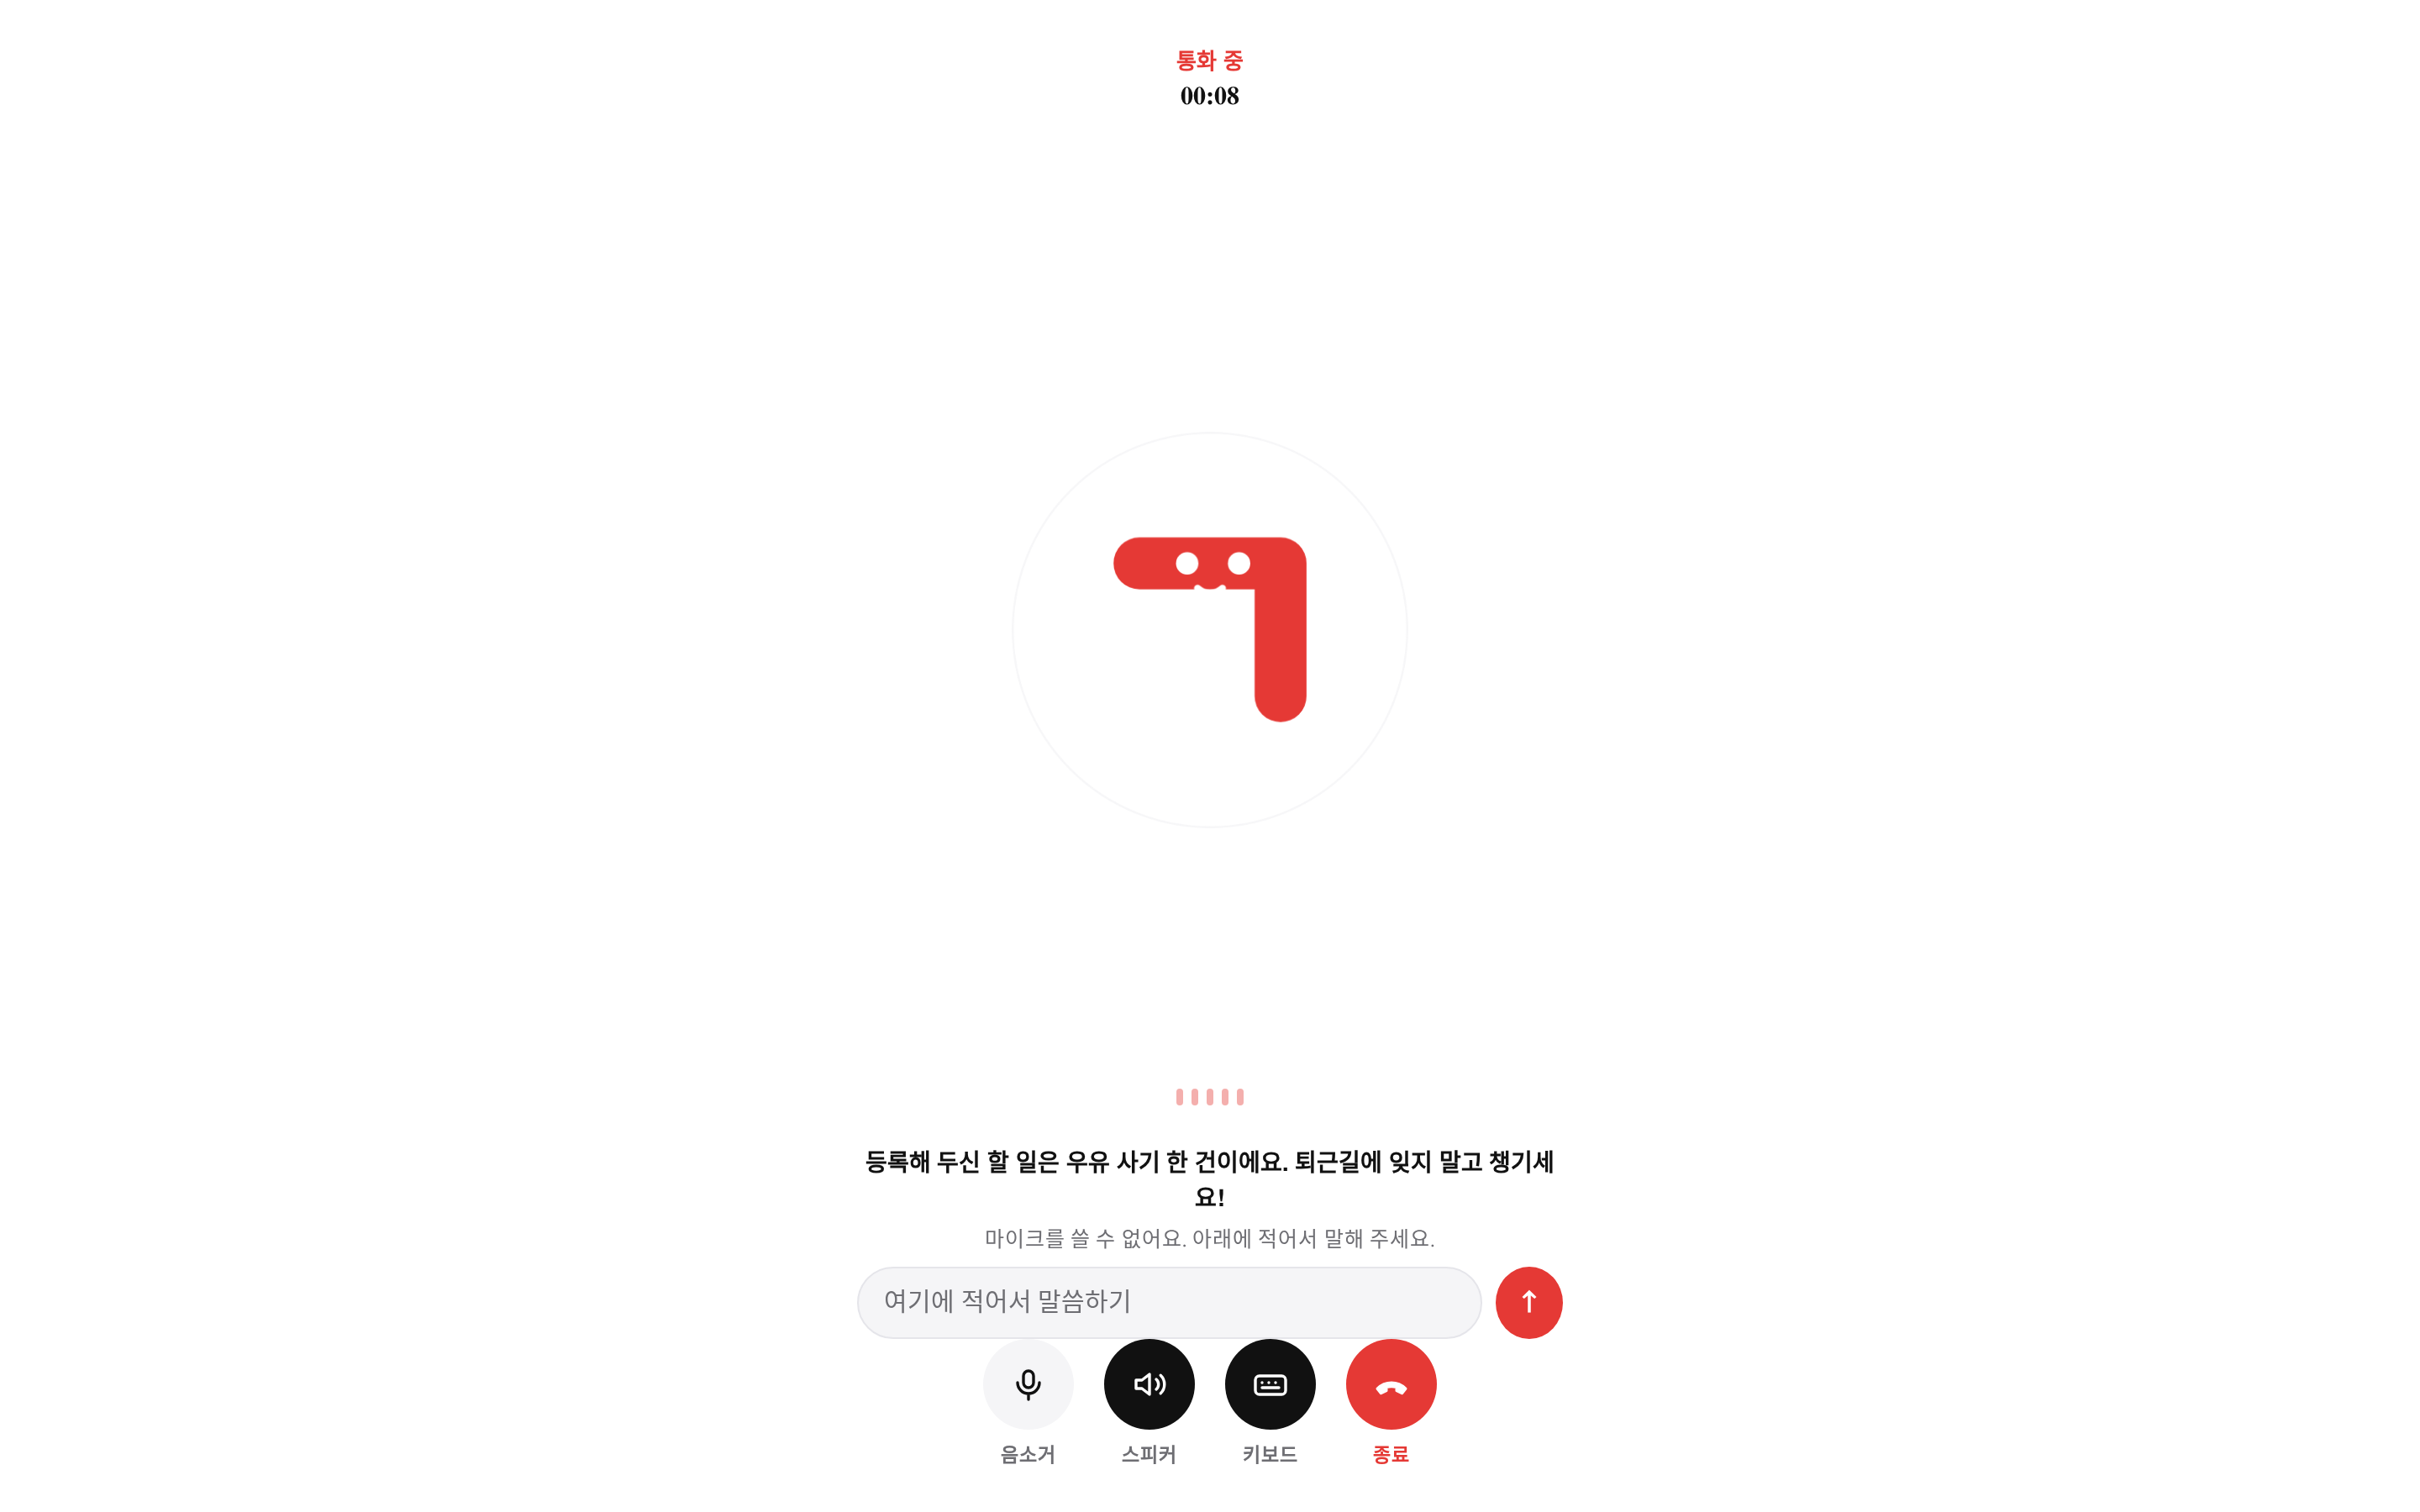 통화 중
00:08
등록해 두신 할 일은 우유 사기 한 건이에요. 퇴근길에 잊지 말고 챙기세
요!
마이크를 쓸 수 없어요. 아래에 적어서 말해 주세요.
여기에 적어서 말씀하기
음소거 스피커 키보드 종료